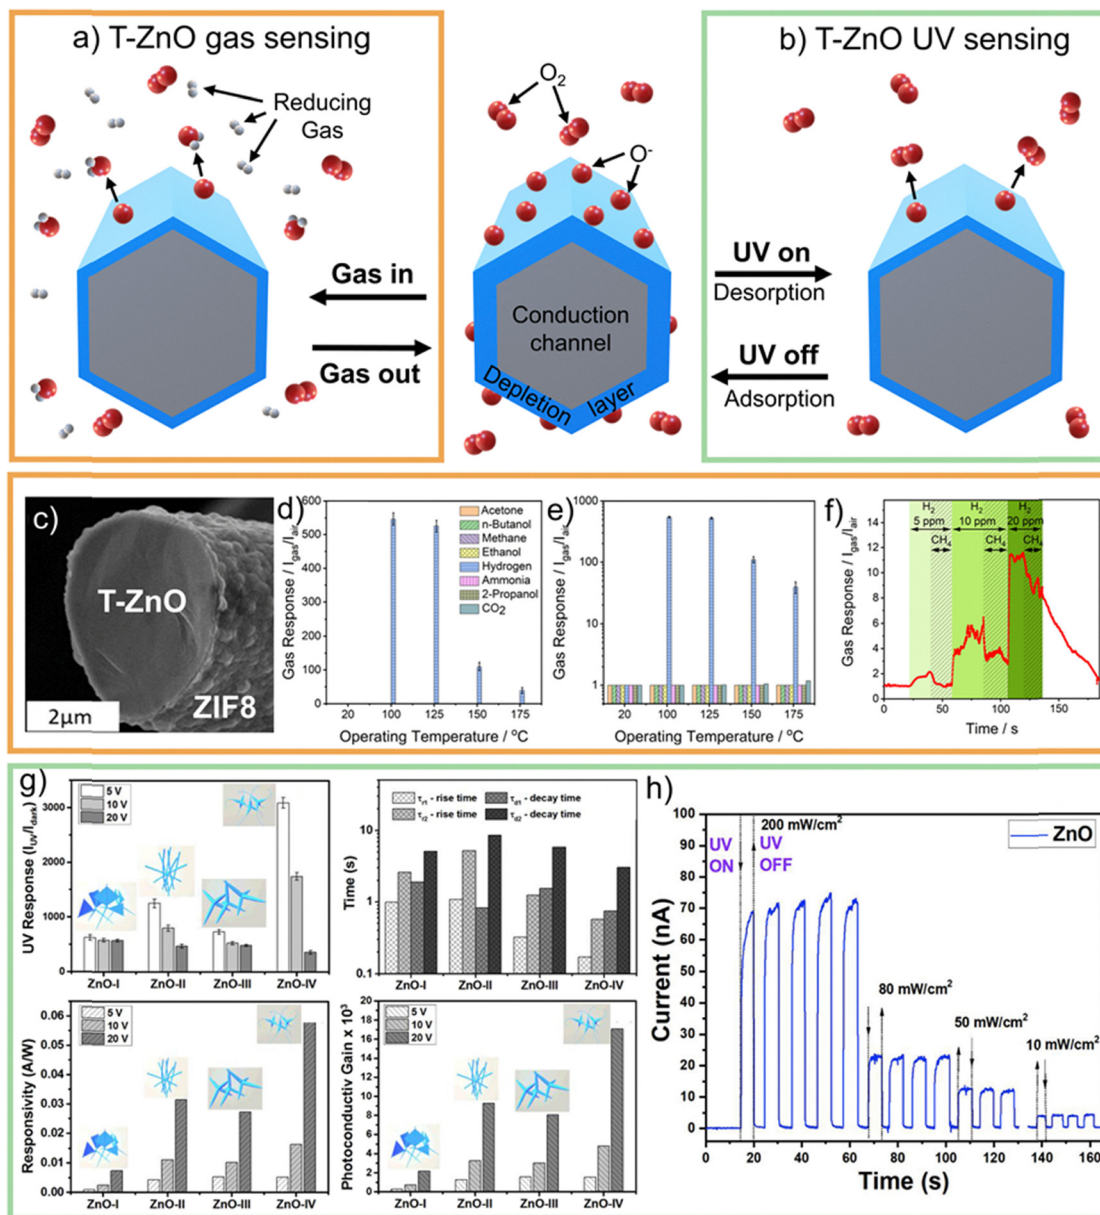 a) T-ZnO gas sensing
Reducing
Gas
Gas in
Gas out
O2
O-
Conduction
channel
Depletion
layer
b) T-ZnO UV sensing
UV on
Desorption
UV off
Adsorption
c)
T-ZnO
2µm
ZIF8
d)
Gas Response / Igas/Iair
600
500
400
300
200
100
0
20 100 125 150 175
Operating Temperature / °C
Acetone
n-Butanol
Methane
Ethanol
Hydrogen
Ammonia
2-Propanol
CO2
e)
Gas Response / Igas/Iair
1000
100
10
1
20 100 125 150 175
Operating Temperature / °C
f)
Gas Response / Igas/Iair
14
12
10
8
6
4
2
0
H2 H2 H2
5 ppm 10 ppm 20 ppm
CH4 CH4 CH4
0 50 100 150
Time / s
g)
UV Response (IUV/Idark)
3000
2400
1800
1200
600
0
5 V
10 V
20 V
ZnO-I ZnO-II ZnO-III ZnO-IV
Time (s)
10
1
0.1
τr1 - rise time
τr2 - rise time
τd1 - decay time
τd2 - decay time
ZnO-I ZnO-II ZnO-III ZnO-IV
Responsivity (A/W)
0.06
0.05
0.04
0.03
0.02
0.01
0.00
5 V
10 V
20 V
ZnO-I ZnO-II ZnO-III ZnO-IV
Photoconductiv Gain x 10³
20
18
16
14
12
10
8
6
4
2
0
5 V
10 V
20 V
ZnO-I ZnO-II ZnO-III ZnO-IV
h)
Current (nA)
100
90
80
70
60
50
40
30
20
10
0
UV
ON
UV
OFF
200 mW/cm²
ZnO
80 mW/cm²
50 mW/cm²
10 mW/cm²
0 20 40 60 80 100 120 140 160
Time (s)